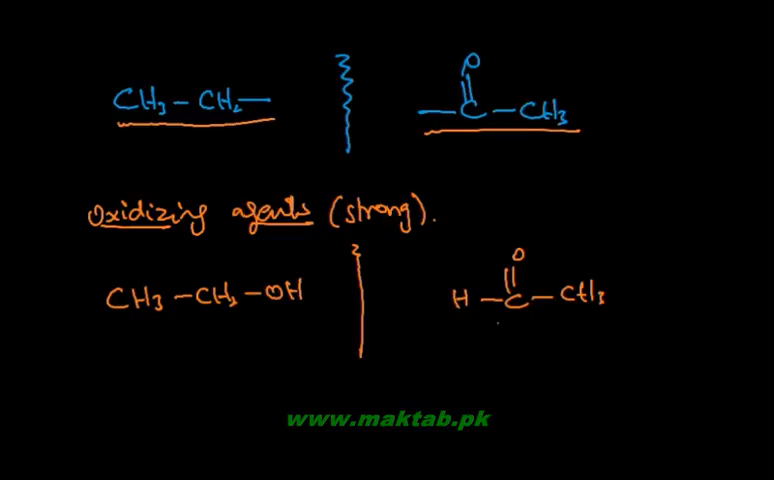 O
CH3 – CH2 — — C – CH3
Oxidizing agents (strong).
O
CH3 – CH2 – OH H – C – CH3
www.maktab.pk